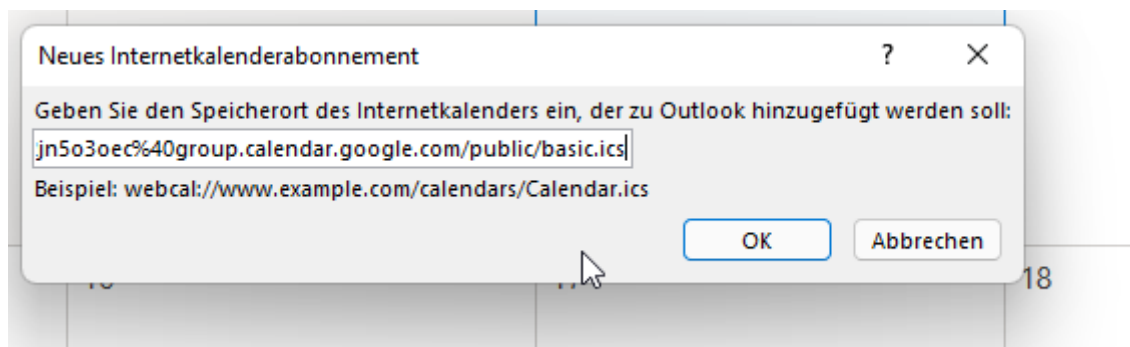 Neues Internetkalenderabonnement ?
Geben Sie den Speicherort des Internetkalenders ein, der zu Outlook hinzugefügt werden soll:
jn5o3oec%40group.calendar.google.com/public/basic.ics
Beispiel: webcal://www.example.com/calendars/Calendar.ics
OK Abbrechen
18